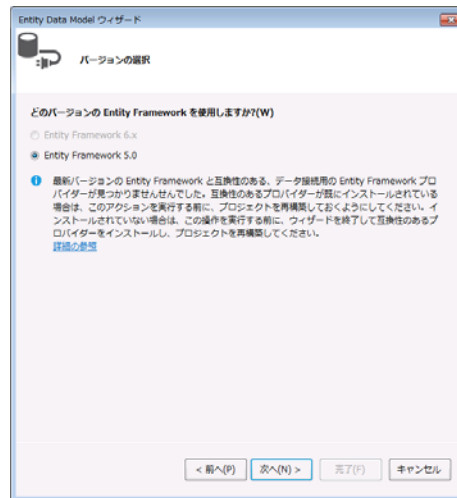 Entity Data Model ウィザード
バージョンの選択
どのバージョンの Entity Framework を使用しますか?(W)
Entity Framework 6.x
Entity Framework 5.0
最新バージョンの Entity Framework と互換性のある、データ接続用の Entity Framework プロ
バイダーが見つかりませんせんでした。互換性のあるプロバイダーが既にインストールされている
場合は、このアクションを実行する前に、プロジェクトを再構築しておくようにしてください。イ
ンストールされていない場合は、この操作を実行する前に、ウィザードを終了して互換性のあるプ
ロバイダーをインストールし、プロジェクトを再構築してください。
詳細の参照
< 前へ(P)
次へ(N) >
完了(F)
キャンセル